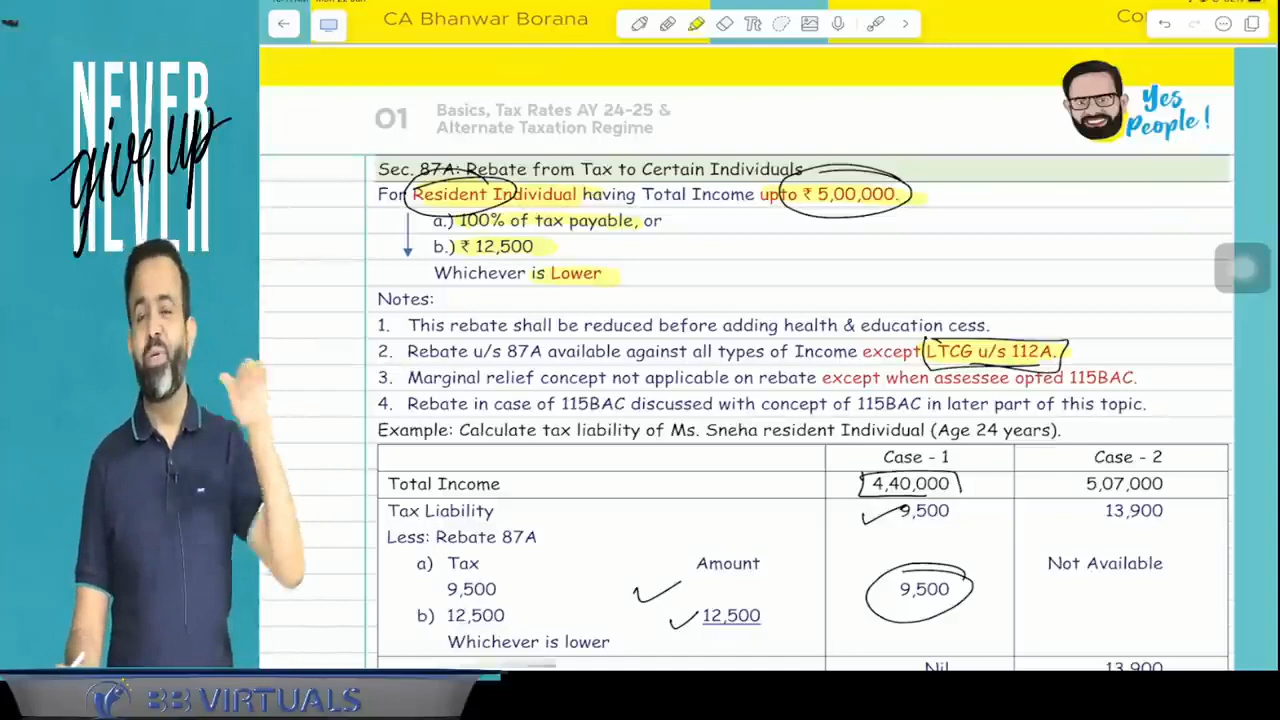 CA Bhanwar Borana
NEVER
give up
NEVER
01
Basics, Tax Rates AY 24-25 &
Alternate Taxation Regime
Yes
People !
Sec. 87A: Rebate from Tax to Certain Individuals
For Resident Individual having Total Income upto ₹ 5,00,000.
a.) 100% of tax payable, or
b.) ₹ 12,500
Whichever is Lower
Notes:
1. This rebate shall be reduced before adding health & education cess.
2. Rebate u/s 87A available against all types of Income except LTCG u/s 112A.
3. Marginal relief concept not applicable on rebate except when assessee opted 115BAC.
4. Rebate in case of 115BAC discussed with concept of 115BAC in later part of this topic.
Example: Calculate tax liability of Ms. Sneha resident Individual (Age 24 years).
Case - 1 Case - 2
Total Income 4,40,000 5,07,000
Tax Liability 9,500 13,900
Less: Rebate 87A
a) Tax Amount Not Available
9,500 9,500
b) 12,500 12,500
Whichever is lower
Nil 13,900
BB VIRTUALS